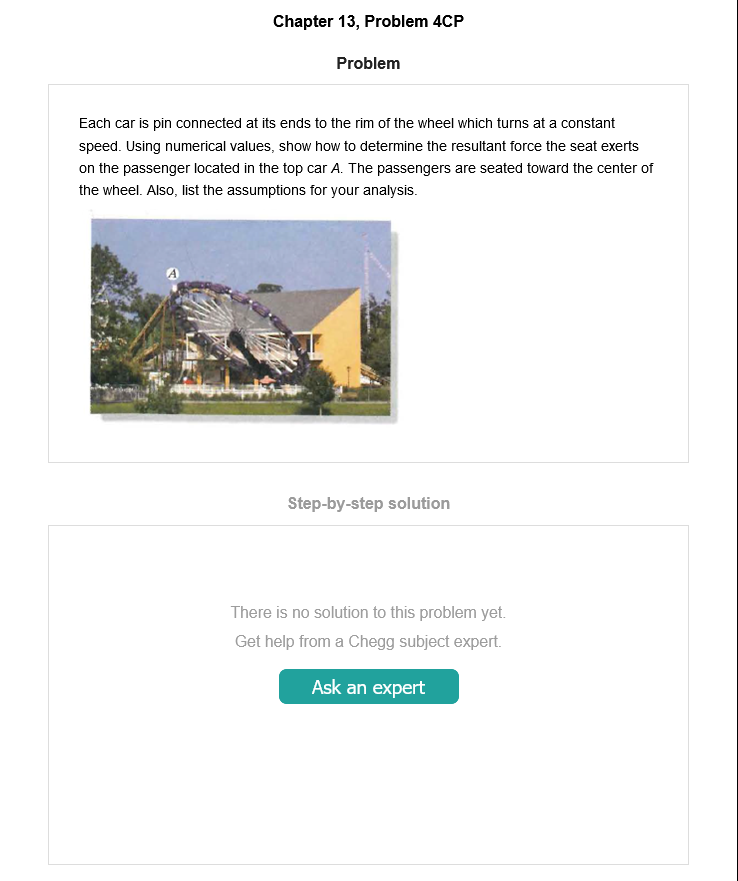 Chapter 13, Problem 4CP
Problem
Each car is pin connected at its ends to the rim of the wheel which turns at a constant
speed. Using numerical values, show how to determine the resultant force the seat exerts
on the passenger located in the top car A. The passengers are seated toward the center of
the wheel. Also, list the assumptions for your analysis.
A
Step-by-step solution
There is no solution to this problem yet.
Get help from a Chegg subject expert.
Ask an expert